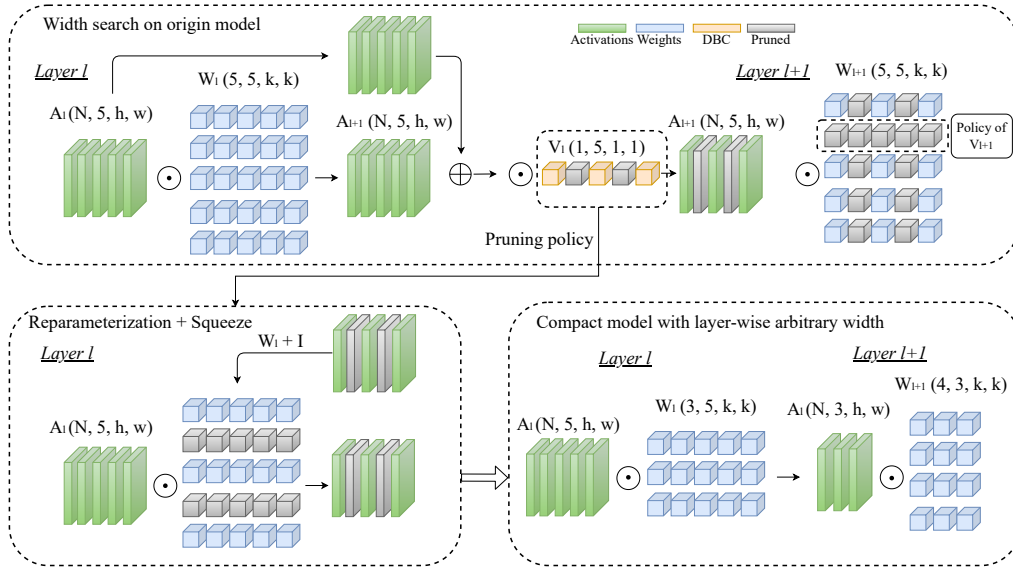 Width search on origin model
Activations Weights DBC Pruned
Layer l
Wl (5, 5, k, k)
Al (N, 5, h, w)
Al+1 (N, 5, h, w)
Vl (1, 5, 1, 1)
Al+1 (N, 5, h, w)
Layer l+1
Wl+1 (5, 5, k, k)
Policy of
Vl+1
Pruning policy
Reparameterization + Squeeze
Layer l
Wl + I
Al (N, 5, h, w)
Compact model with layer-wise arbitrary width
Layer l
Al (N, 5, h, w)
Wl (3, 5, k, k)
Layer l+1
Al (N, 3, h, w)
Wl+1 (4, 3, k, k)